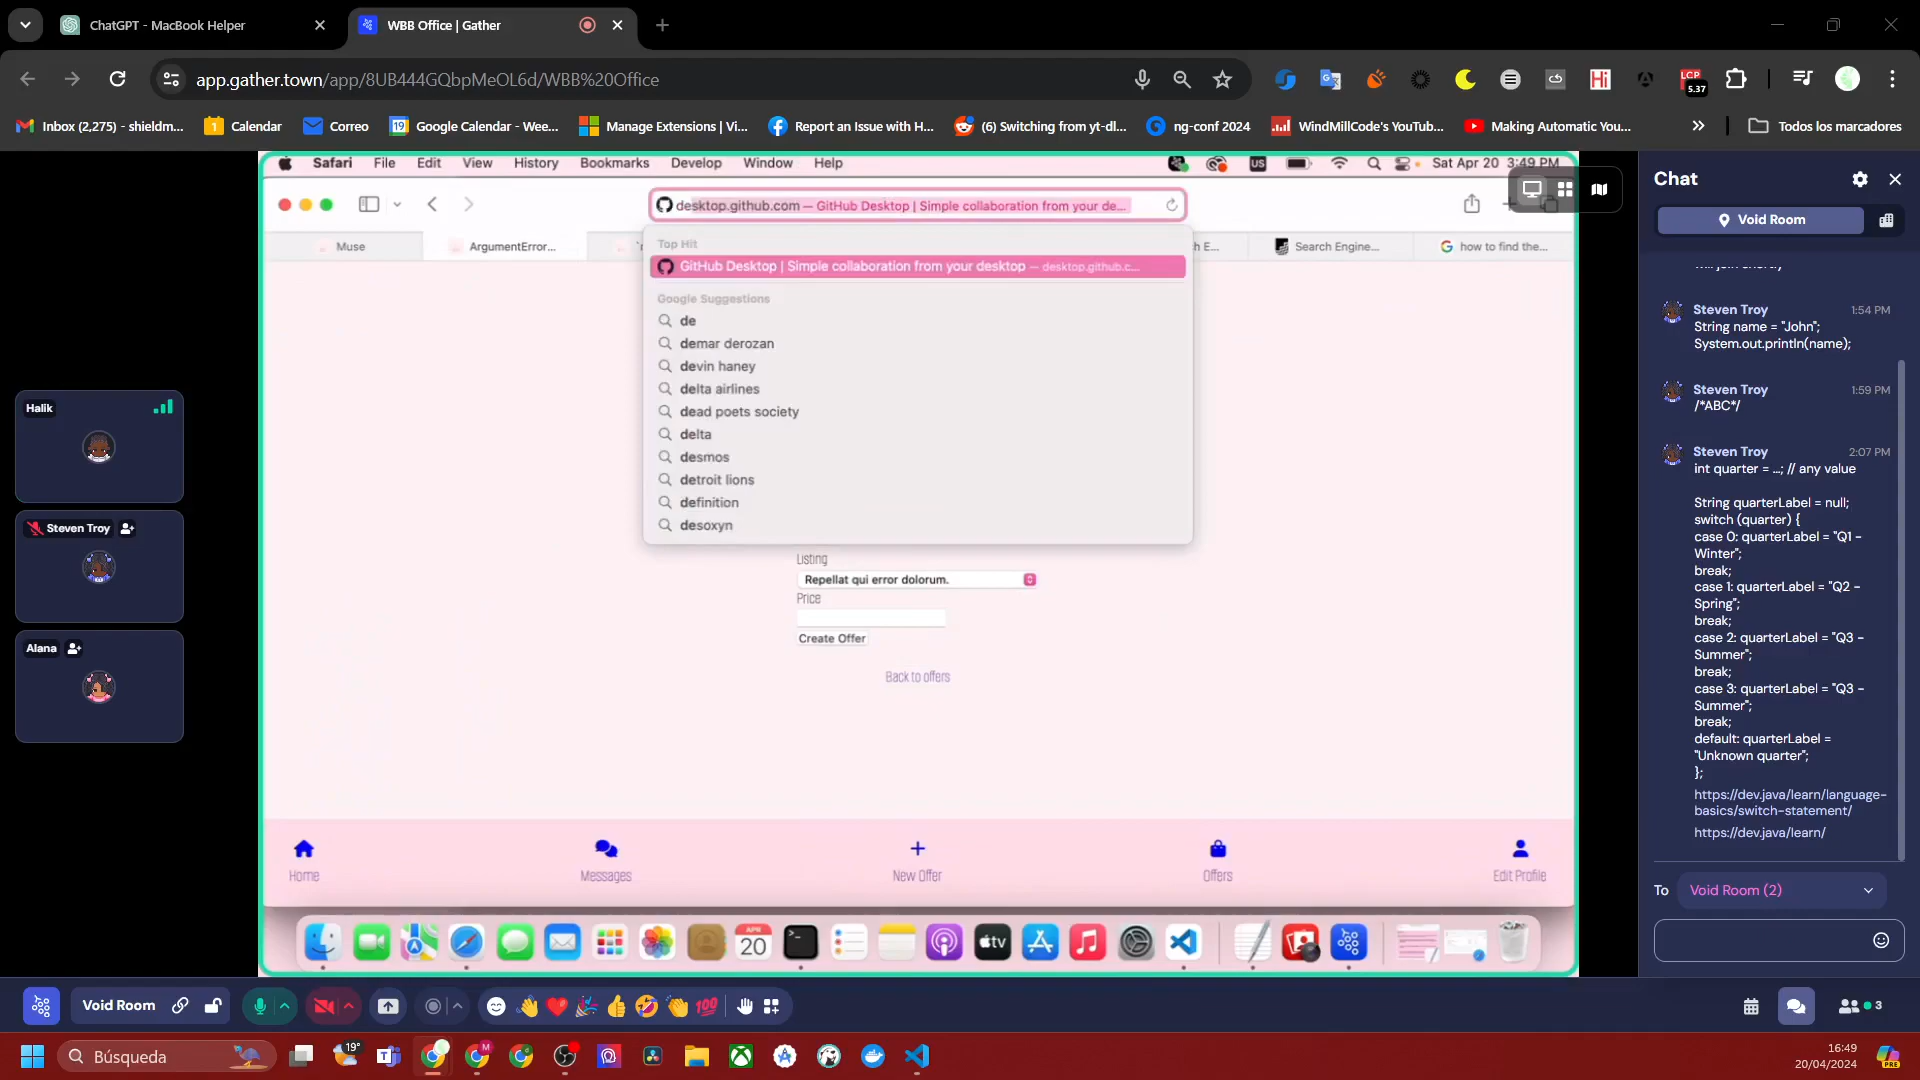 ChatGPT - MacBook Helper
WBB Office | Gather
app.gather.town/app/8UB444GQbpMeOL6d/WBB%20Office
LCP
5.37
Inbox (2,275) - shieldm...
Calendar
Correo
Google Calendar - Wee...
Manage Extensions | Vi...
Report an Issue with H...
(6) Switching from yt-dl...
ng-conf 2024
WindMillCode's YouTub...
Making Automatic You...
Todos los marcadores
Safari File Edit View History Bookmarks Develop Window Help
US
Sat Apr 20 3:49 PM
desktop.github.com — GitHub Desktop | Simple collaboration from your de...
Muse
ArgumentError...
Search Engine...
how to find the...
Top Hit
GitHub Desktop | Simple collaboration from your desktop — desktop.github.c...
Google Suggestions
de
demar derozan
devin haney
delta airlines
dead poets society
delta
desmos
detroit lions
definition
desoxyn
Listing
Repellat qui error dolorum.
Price
Create Offer
Back to offers
Home
Messages
New Offer
Offers
Edit Profile
APR
20
tv
Halik
Steven Troy
Alana
Chat
Void Room
Steven Troy 1:54 PM
String name = "John";
System.out.println(name);
Steven Troy 1:59 PM
/*ABC*/
Steven Troy 2:07 PM
int quarter = ...; // any value
String quarterLabel = null;
switch (quarter) {
case 0: quarterLabel = "Q1 -
Winter";
break;
case 1: quarterLabel = "Q2 -
Spring";
break;
case 2: quarterLabel = "Q3 -
Summer";
break;
case 3: quarterLabel = "Q3 -
Summer";
break;
default: quarterLabel =
"Unknown quarter";
};
https://dev.java/learn/language-
basics/switch-statement/
https://dev.java/learn/
To Void Room (2)
Void Room
3
Búsqueda
19°
16:49
20/04/2024